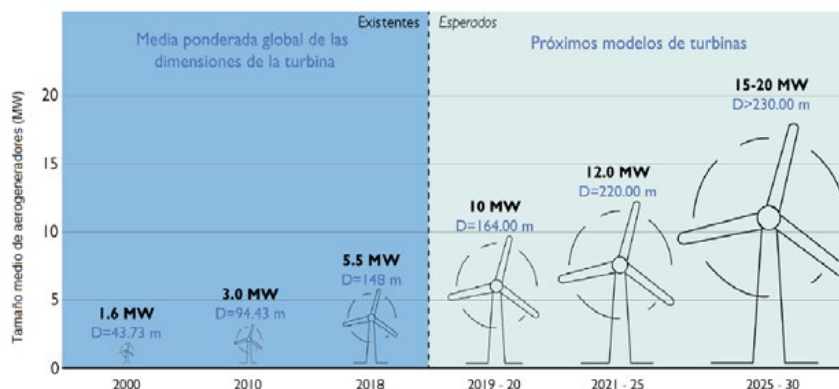 Existentes
Esperados
Media ponderada global de las
dimensiones de la turbina
Próximos modelos de turbinas
Tamaño medio de aerogeneradores (MW)
20
15
10
5
0
1.6 MW
D=43.73 m
3.0 MW
D=94.43 m
5.5 MW
D=148 m
10 MW
D=164.00 m
12.0 MW
D=220.00 m
15-20 MW
D>230.00 m
2000
2010
2018
2019 - 20
2021 - 25
2025 - 30